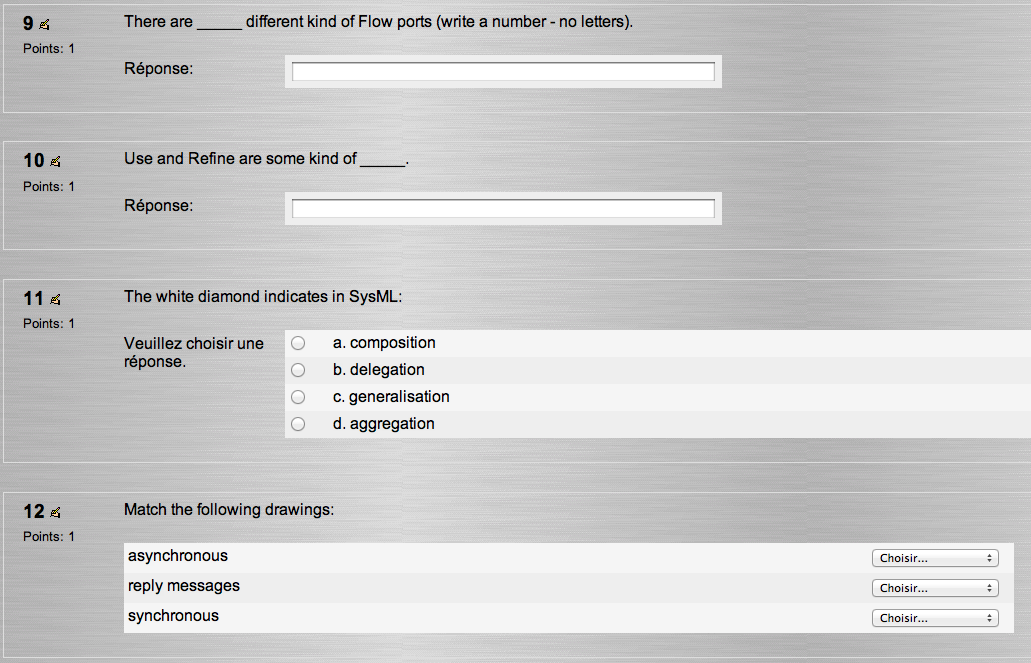 9
There are _____ different kind of Flow ports (write a number - no letters).
Points: 1
Réponse:
10
Use and Refine are some kind of _____.
Points: 1
Réponse:
11
The white diamond indicates in SysML:
Points: 1
Veuillez choisir une
réponse.
a. composition
b. delegation
c. generalisation
d. aggregation
12
Match the following drawings:
Points: 1
asynchronous
Choisir...
reply messages
Choisir...
synchronous
Choisir...